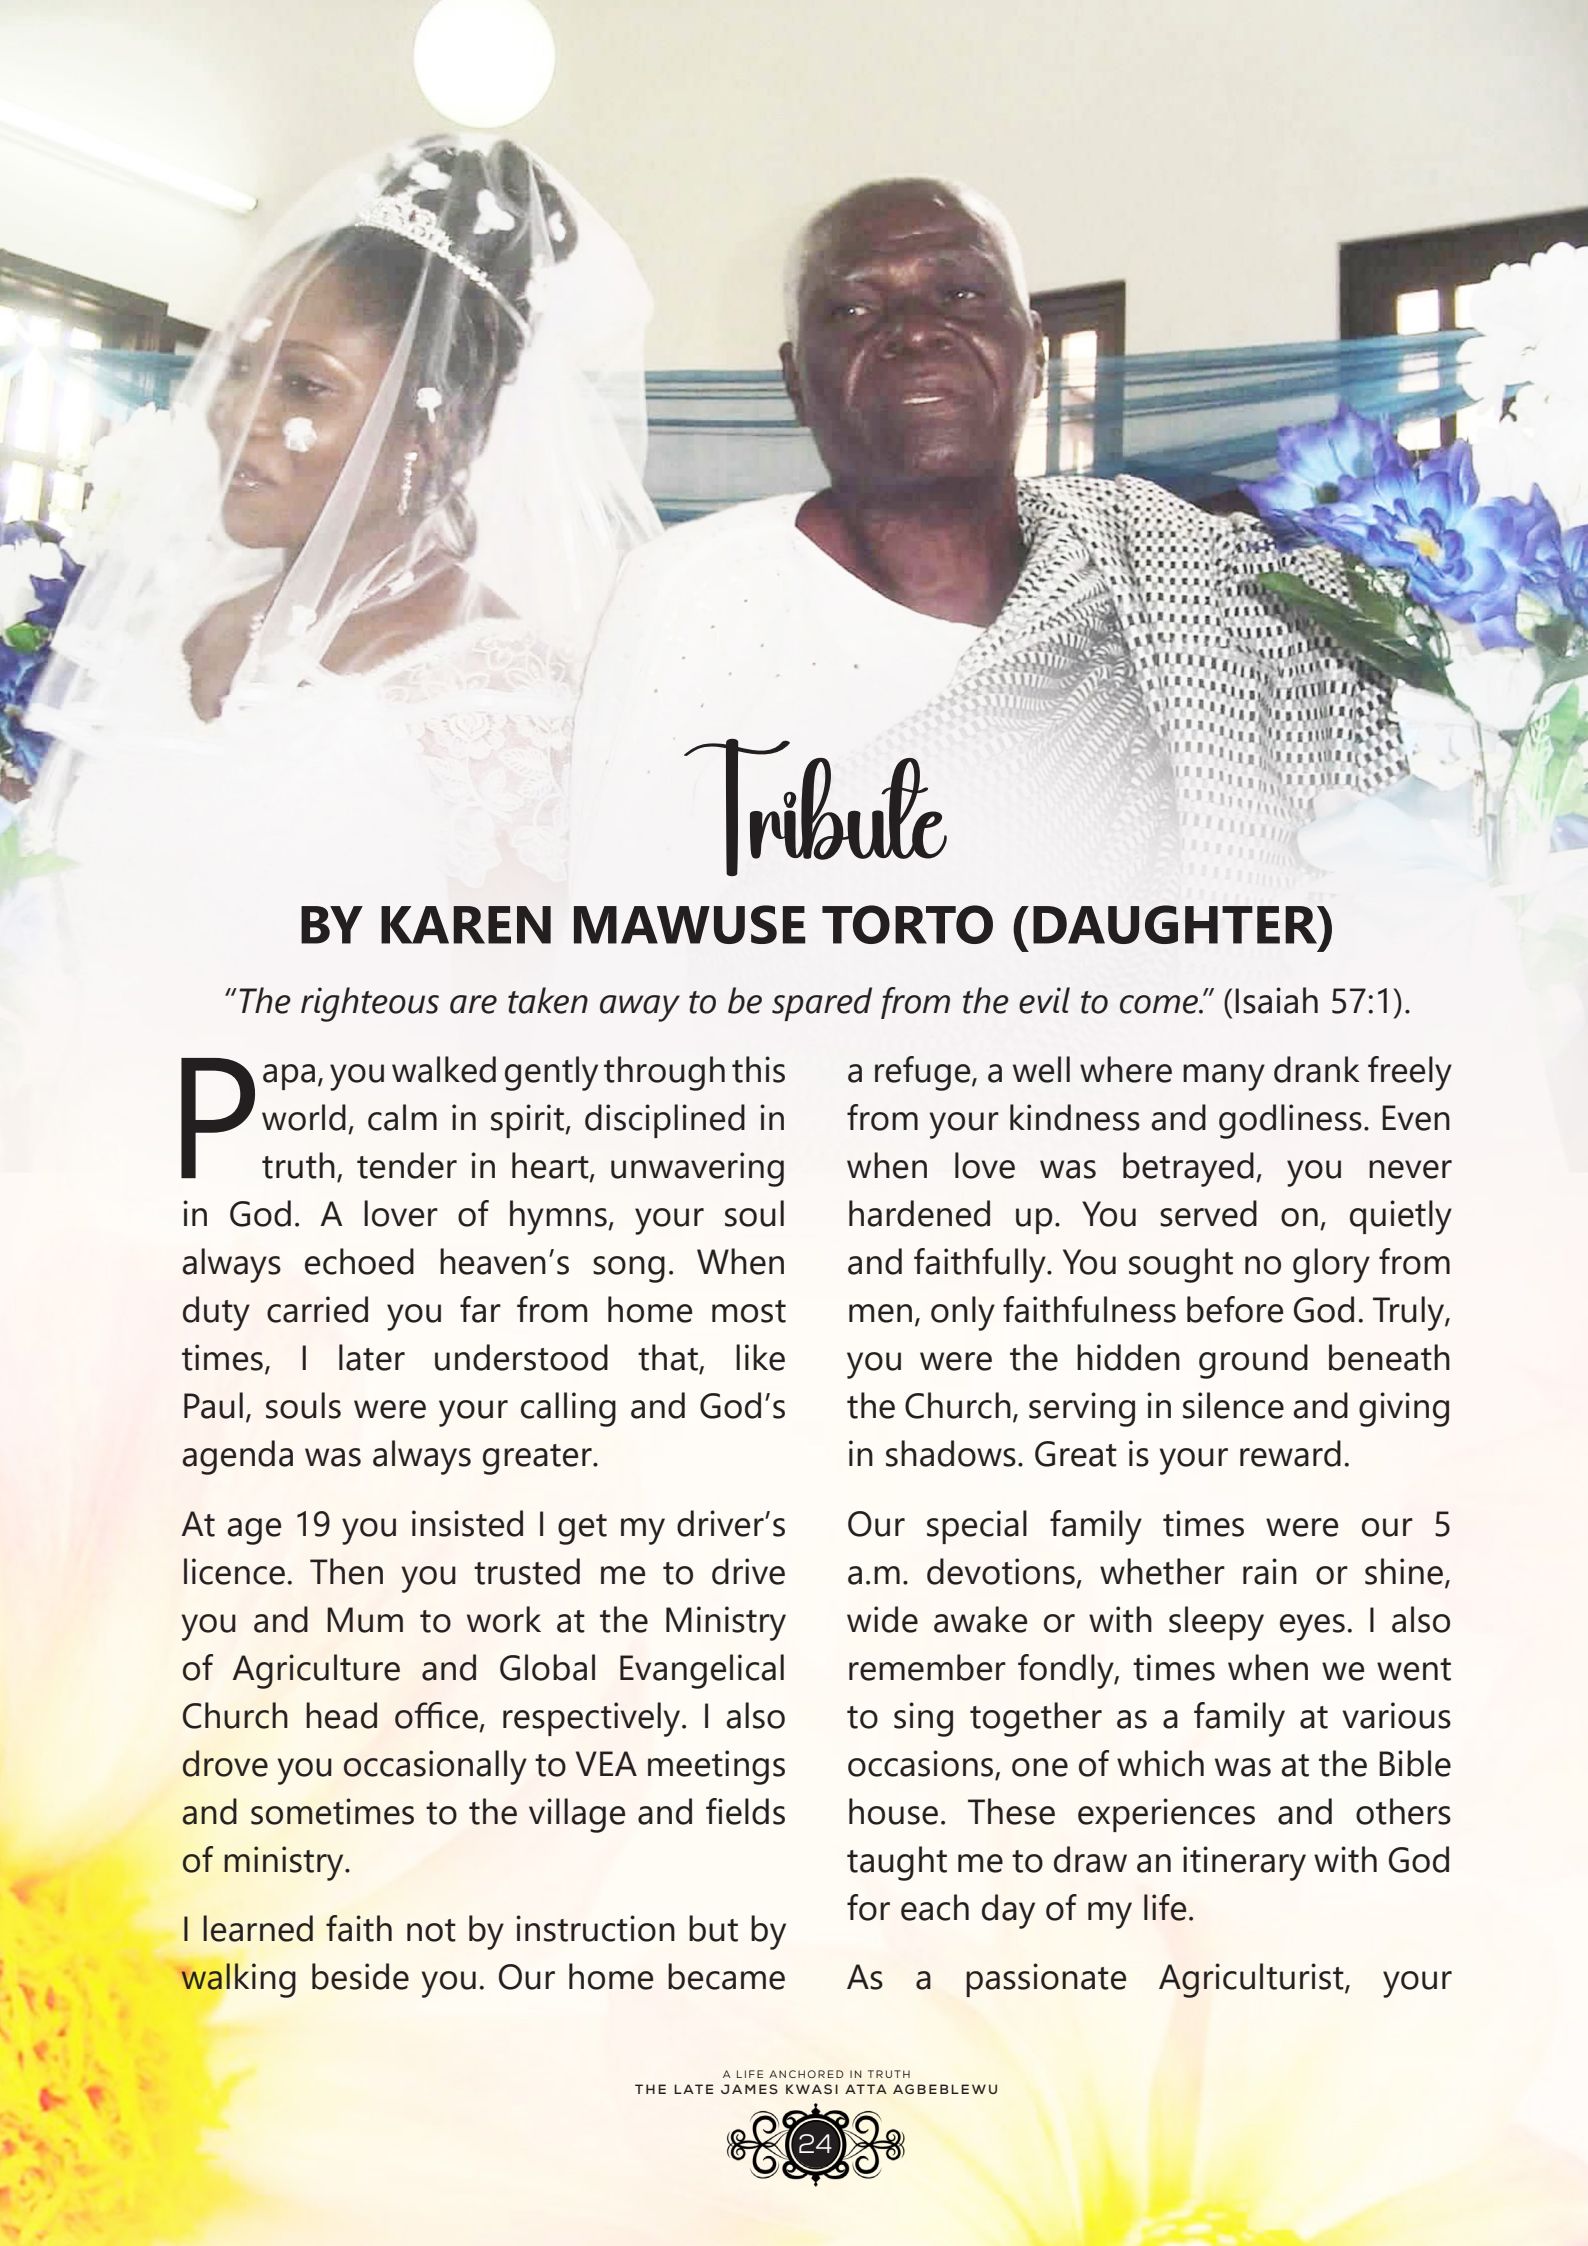 Tribute
BY KAREN MAWUSE TORTO (DAUGHTER)
“The righteous are taken away to be spared from the evil to come.” (Isaiah 57:1).
Papa, you walked gently through this
world, calm in spirit, disciplined in
truth, tender in heart, unwavering
in God. A lover of hymns, your soul
always echoed heaven’s song. When
duty carried you far from home most
times, I later understood that, like
Paul, souls were your calling and God’s
agenda was always greater.
At age 19 you insisted I get my driver’s
licence. Then you trusted me to drive
you and Mum to work at the Ministry
of Agriculture and Global Evangelical
Church head office, respectively. I also
drove you occasionally to VEA meetings
and sometimes to the village and fields
of ministry.
I learned faith not by instruction but by
walking beside you. Our home became
a refuge, a well where many drank freely
from your kindness and godliness. Even
when love was betrayed, you never
hardened up. You served on, quietly
and faithfully. You sought no glory from
men, only faithfulness before God. Truly,
you were the hidden ground beneath
the Church, serving in silence and giving
in shadows. Great is your reward.
Our special family times were our 5
a.m. devotions, whether rain or shine,
wide awake or with sleepy eyes. I also
remember fondly, times when we went
to sing together as a family at various
occasions, one of which was at the Bible
house. These experiences and others
taught me to draw an itinerary with God
for each day of my life.
As a passionate Agriculturist, your
A LIFE ANCHORED IN TRUTH
THE LATE JAMES KWASI ATTA AGBEBLEWU
24